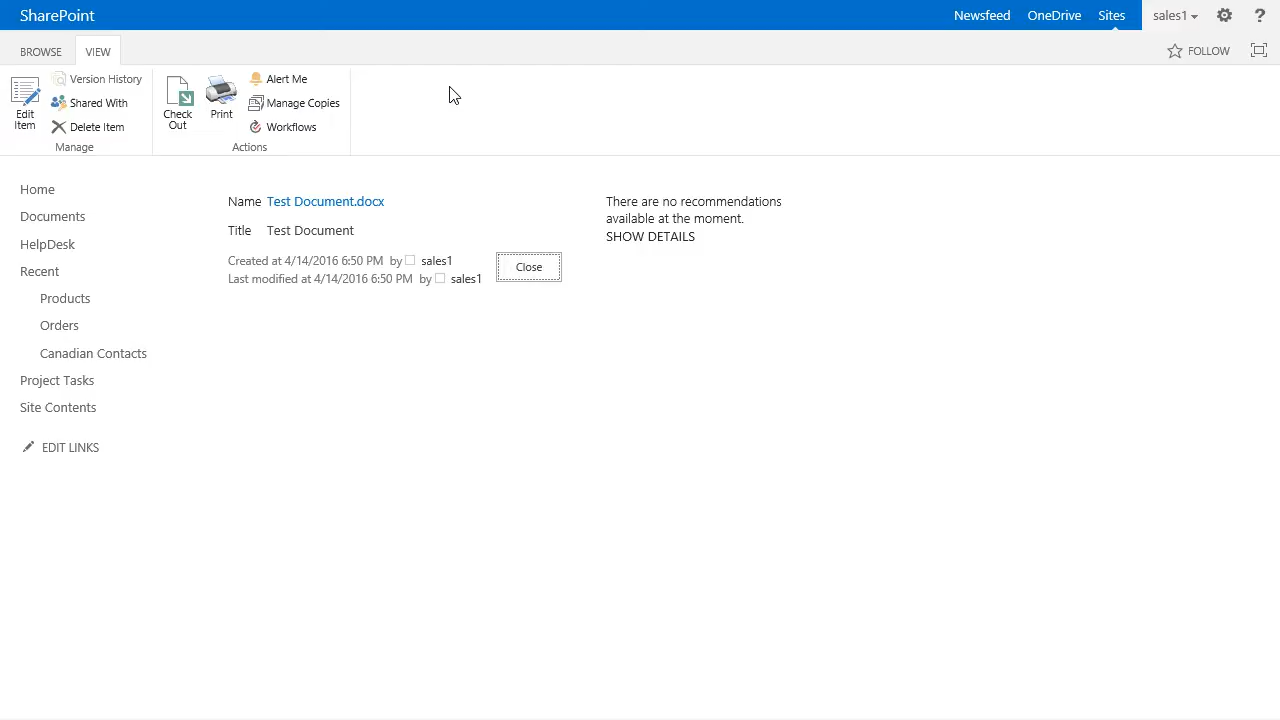 SharePoint
Newsfeed OneDrive Sites sales1 ?
BROWSE VIEW
FOLLOW
Edit Item
Version History
Shared With
Delete Item
Manage
Check Out
Print
Alert Me
Manage Copies
Workflows
Actions
Home
Documents
HelpDesk
Recent
Products
Orders
Canadian Contacts
Project Tasks
Site Contents
EDIT LINKS
Name Test Document.docx
Title Test Document
Created at 4/14/2016 6:50 PM by sales1
Last modified at 4/14/2016 6:50 PM by sales1
Close
There are no recommendations
available at the moment.
SHOW DETAILS